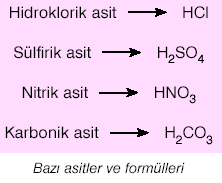 Hidroklorik asit → HCl
Sülfirik asit → H₂SO₄
Nitrik asit → HNO₃
Karbonik asit → H₂CO₃
Bazı asitler ve formülleri